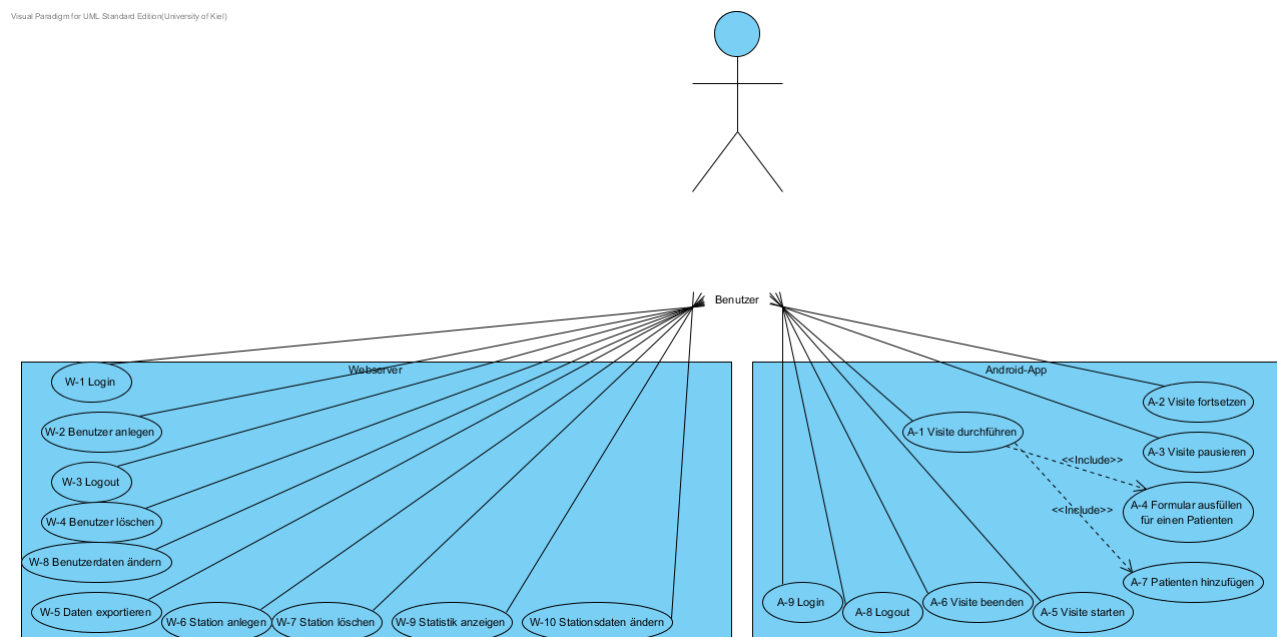 Visual Paradigm for UML Standard Edition(University of Kiel)
Benutzer
Webserver
W-1 Login
W-2 Benutzer anlegen
W-3 Logout
W-4 Benutzer löschen
W-8 Benutzerdaten ändern
W-5 Daten exportieren
W-6 Station anlegen
W-7 Station löschen
W-9 Statistik anzeigen
W-10 Stationsdaten ändern
Android-App
A-2 Visite fortsetzen
A-1 Visite durchführen
A-3 Visite pausieren
<<Include>>
A-4 Formular ausfüllen
für einen Patienten
<<Include>>
A-7 Patienten hinzufügen
A-9 Login
A-8 Logout
A-6 Visite beenden
A-5 Visite starten